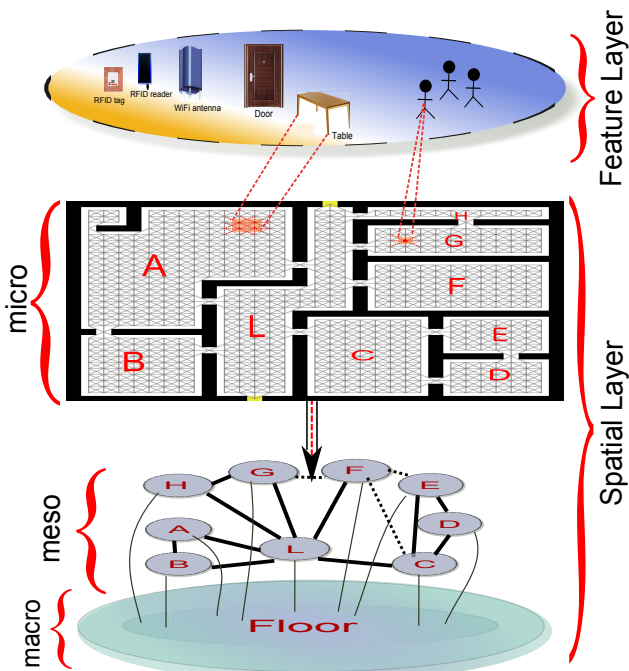 RFID tag
RFID reader
WiFi antenna
Door
Table
Feature Layer
micro
A
B
L
H
G
F
C
E
D
Spatial Layer
meso
H
G
F
E
A
D
L
B
C
macro
Floor